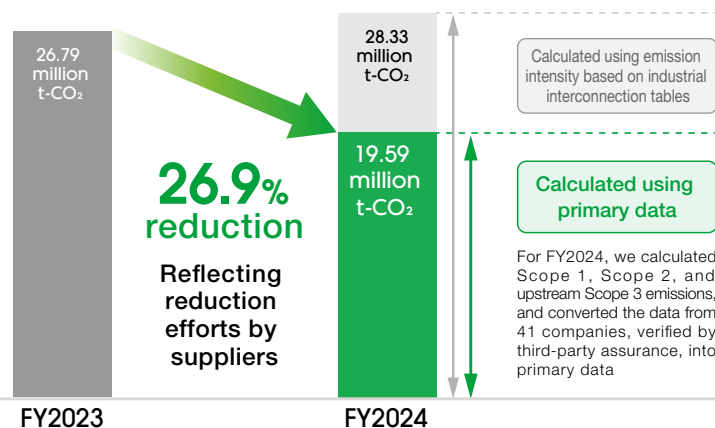 26.79
million
t-CO₂
26.9%
reduction
Reflecting
reduction
efforts by
suppliers
28.33
million
t-CO₂
19.59
million
t-CO₂
Calculated using emission
intensity based on industrial
interconnection tables
Calculated using
primary data
For FY2024, we calculated
Scope 1, Scope 2, and
upstream Scope 3 emissions,
and converted the data from
41 companies, verified by
third-party assurance, into
primary data
FY2023
FY2024